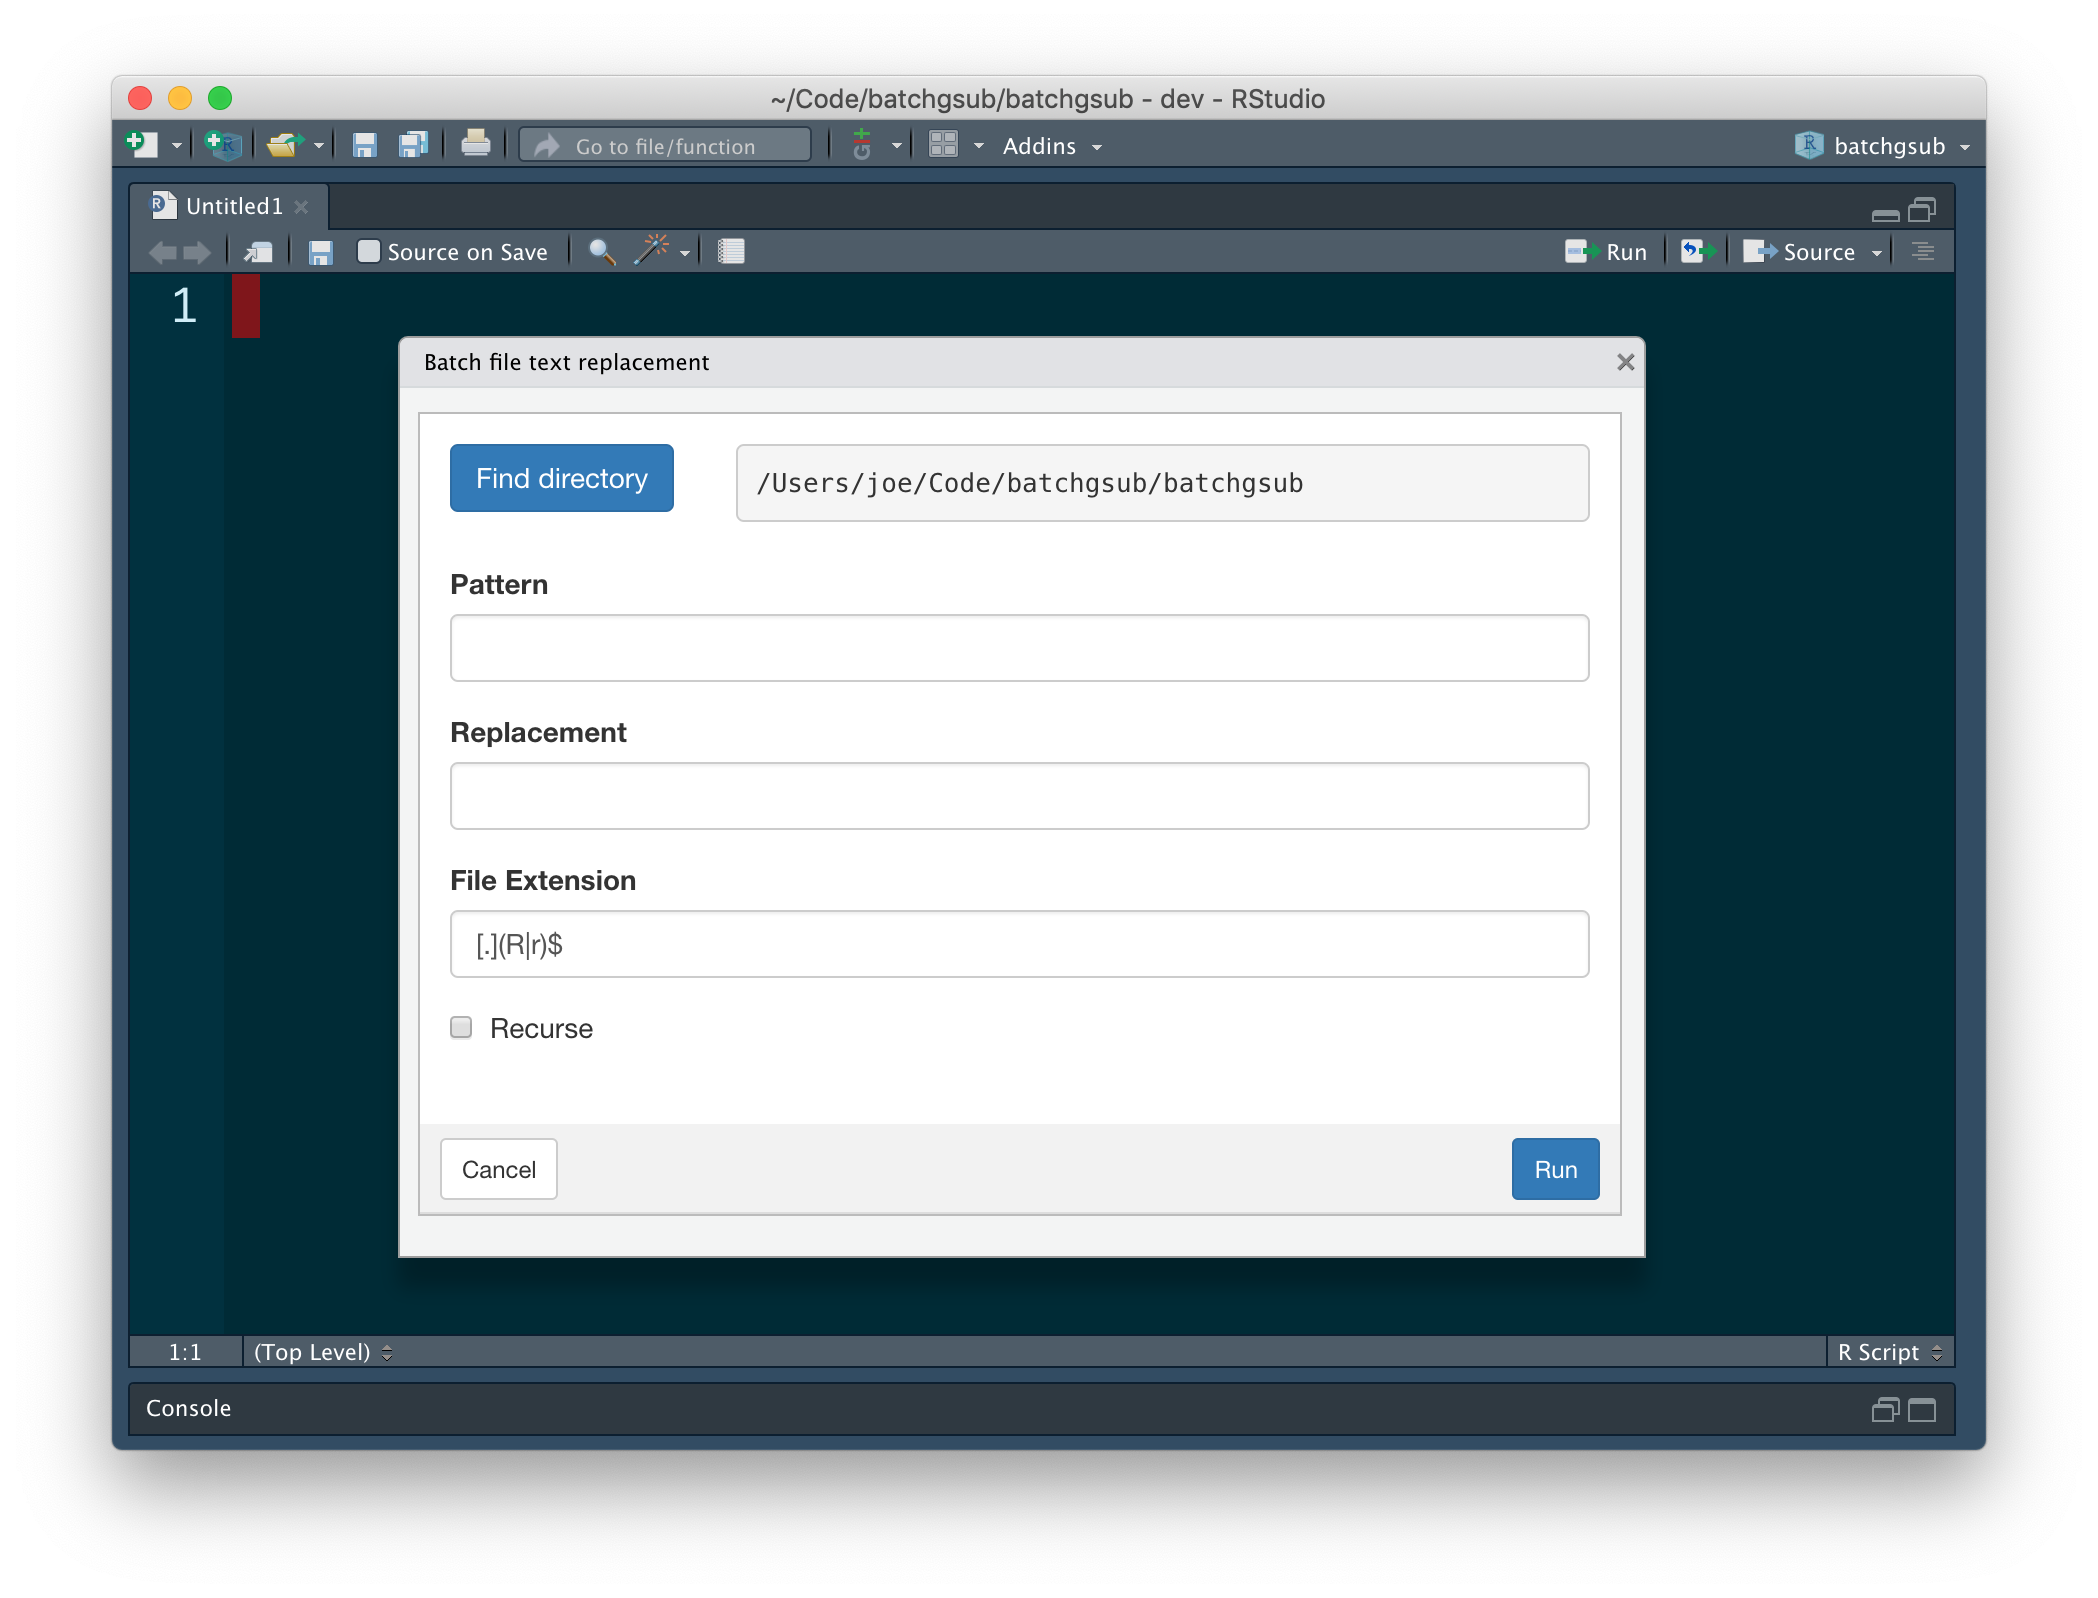 ~/Code/batchgsub/batchgsub - dev - RStudio
Go to file/function
Git
Addins
batchgsub
Untitled1
Source on Save
Run
Source
1
Batch file text replacement
Find directory
/Users/joe/Code/batchgsub/batchgsub
Pattern
Replacement
File Extension
[.](R|r)$
Recurse
Cancel
Run
1:1
(Top Level)
R Script
Console